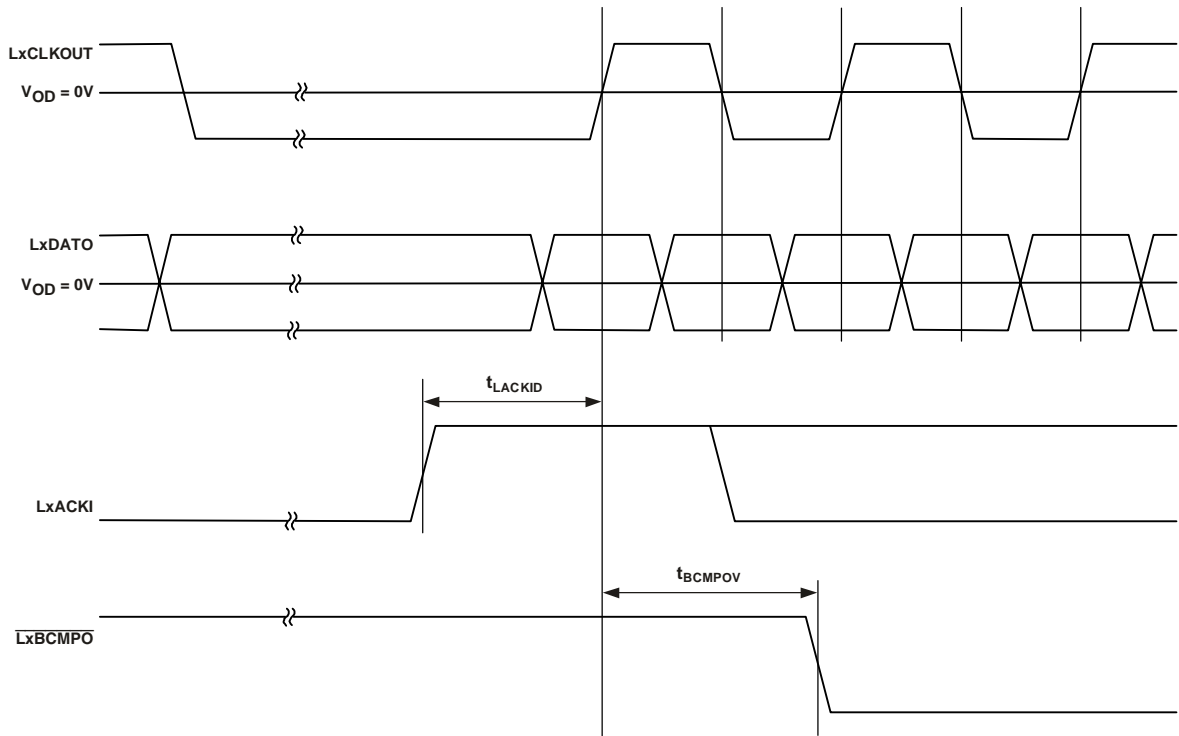 LxCLKOUT
VOD = 0V
LxDATO
VOD = 0V
tLACKID
LxACKI
tBCMPOV
LxBCMPO